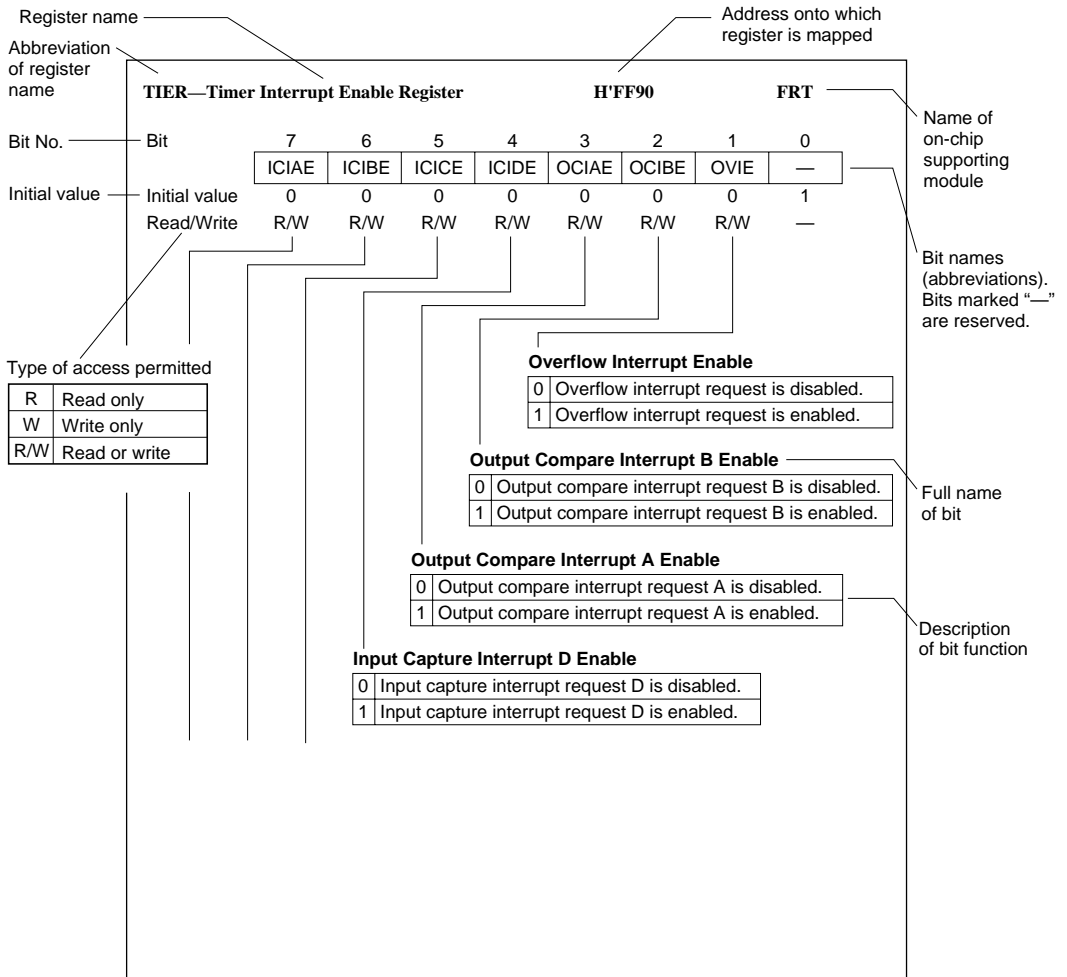 Register name
Address onto which
register is mapped
Abbreviation
of register
name
TIER—Timer Interrupt Enable Register H'FF90 FRT
Name of
on-chip
supporting
module
Bit No.
Bit 7 6 5 4 3 2 1 0
ICIAE ICIBE ICICE ICIDE OCIAE OCIBE OVIE —
Initial value
Initial value 0 0 0 0 0 0 0 1
Read/Write R/W R/W R/W R/W R/W R/W R/W —
Bit names
(abbreviations).
Bits marked “—”
are reserved.
Type of access permitted
R Read only
W Write only
R/W Read or write
Overflow Interrupt Enable
0 Overflow interrupt request is disabled.
1 Overflow interrupt request is enabled.
Output Compare Interrupt B Enable
0 Output compare interrupt request B is disabled.
1 Output compare interrupt request B is enabled.
Full name
of bit
Output Compare Interrupt A Enable
0 Output compare interrupt request A is disabled.
1 Output compare interrupt request A is enabled.
Description
of bit function
Input Capture Interrupt D Enable
0 Input capture interrupt request D is disabled.
1 Input capture interrupt request D is enabled.